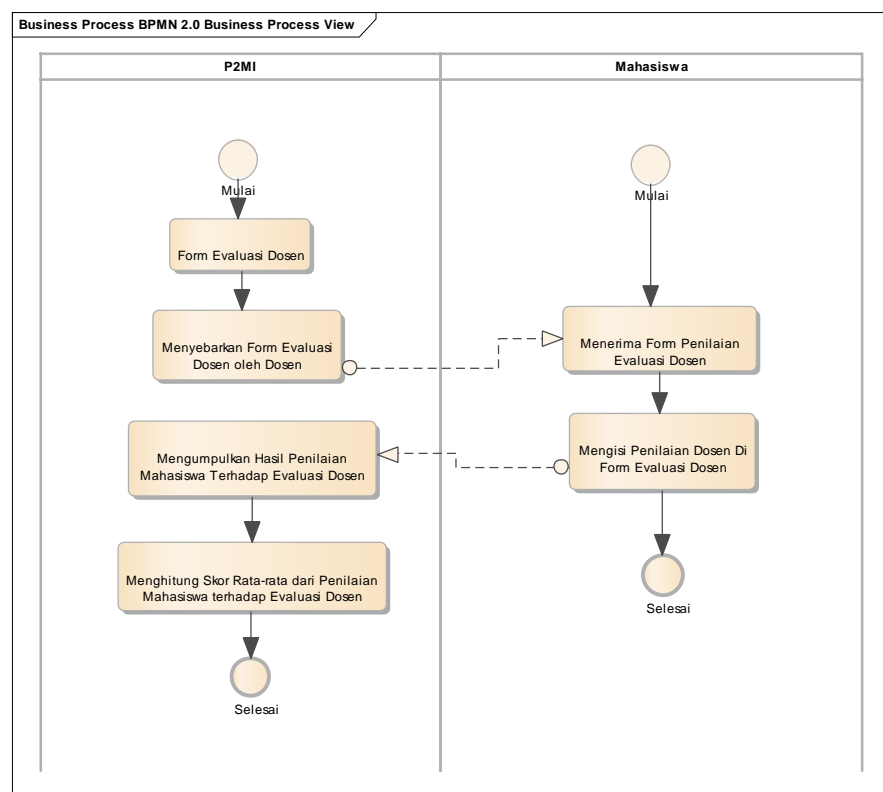 Business Process BPMN 2.0 Business Process View
P2MI
Mahasiswa
Mulai
Form Evaluasi Dosen
Menyebarkan Form Evaluasi
Dosen oleh Dosen
Mengumpulkan Hasil Penilaian
Mahasiswa Terhadap Evaluasi Dosen
Menghitung Skor Rata-rata dari Penilaian
Mahasiswa terhadap Evaluasi Dosen
Selesai
Mulai
Menerima Form Penilaian
Evaluasi Dosen
Mengisi Penilaian Dosen Di
Form Evaluasi Dosen
Selesai